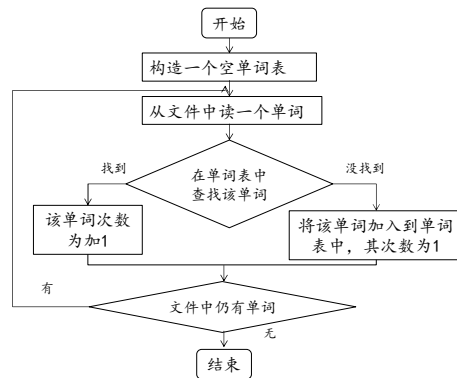 开始
构造一个空单词表
从文件中读一个单词
找到
没找到
在单词表中
查找该单词
该单词次数
为加1
将该单词加入到单词
表中，其次数为1
有
文件中仍有单词
无
结束